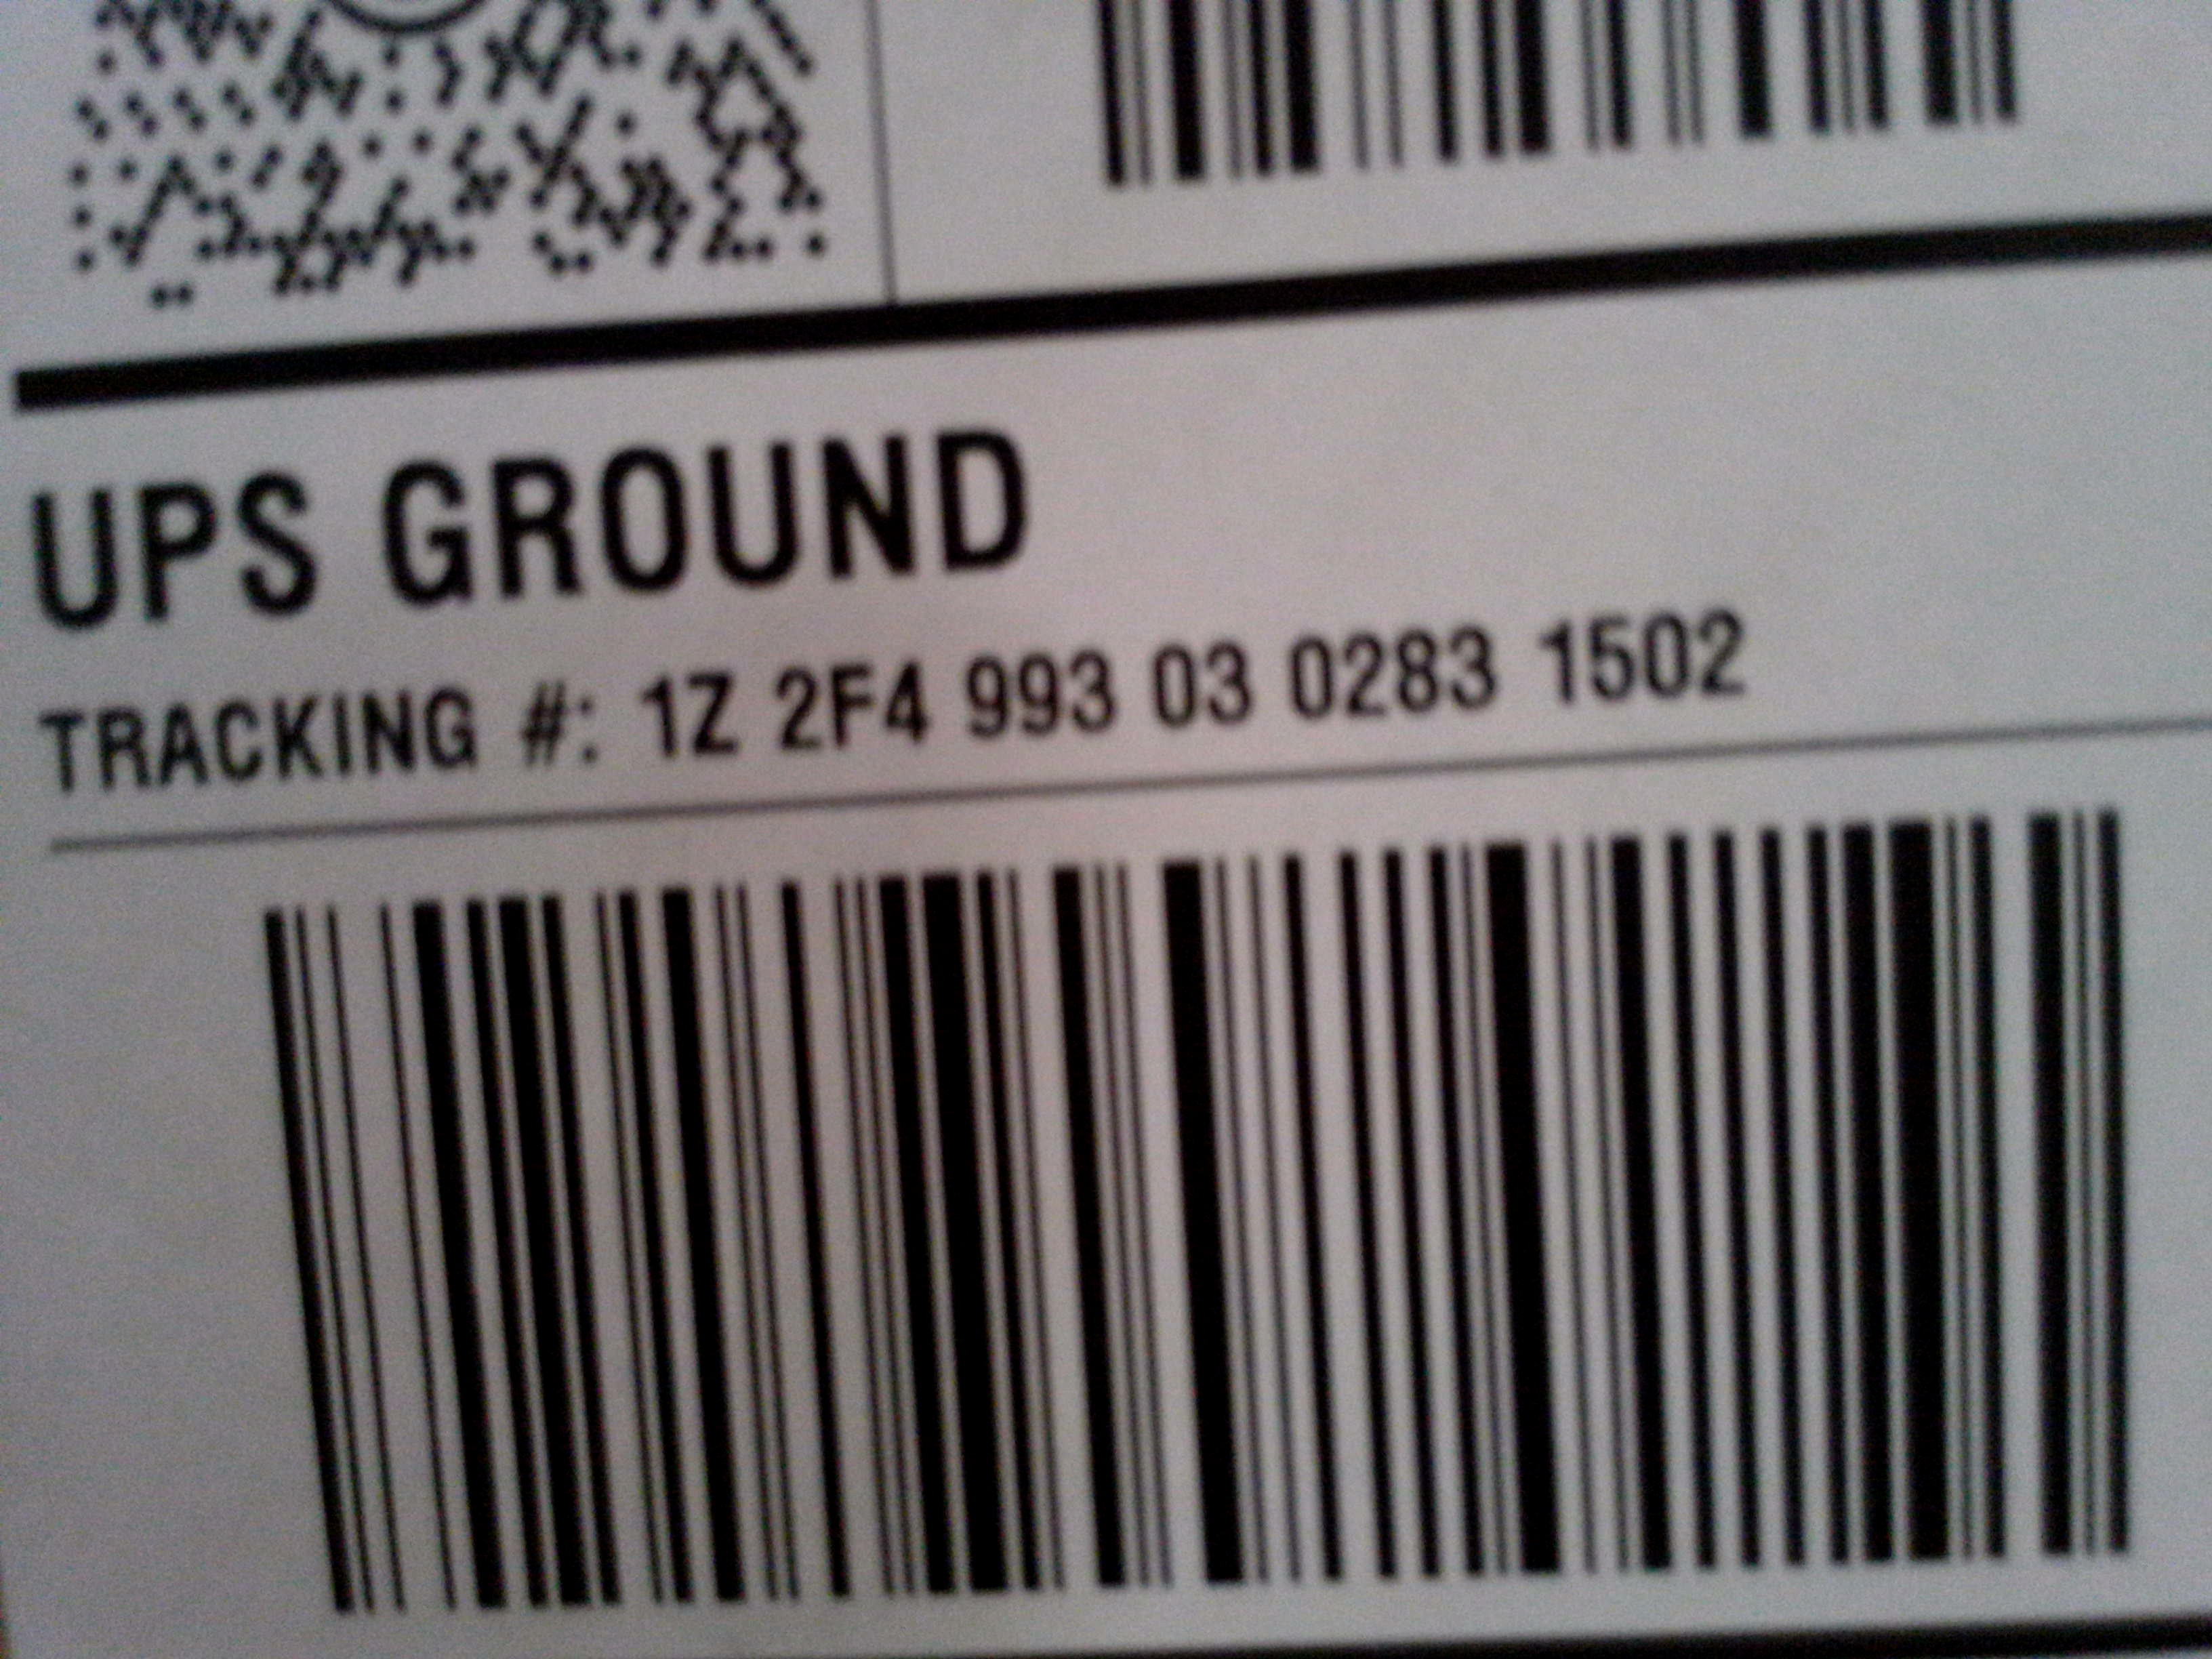 UPS GROUND
TRACKING #: 1Z 2F4 993 03 0283 1502